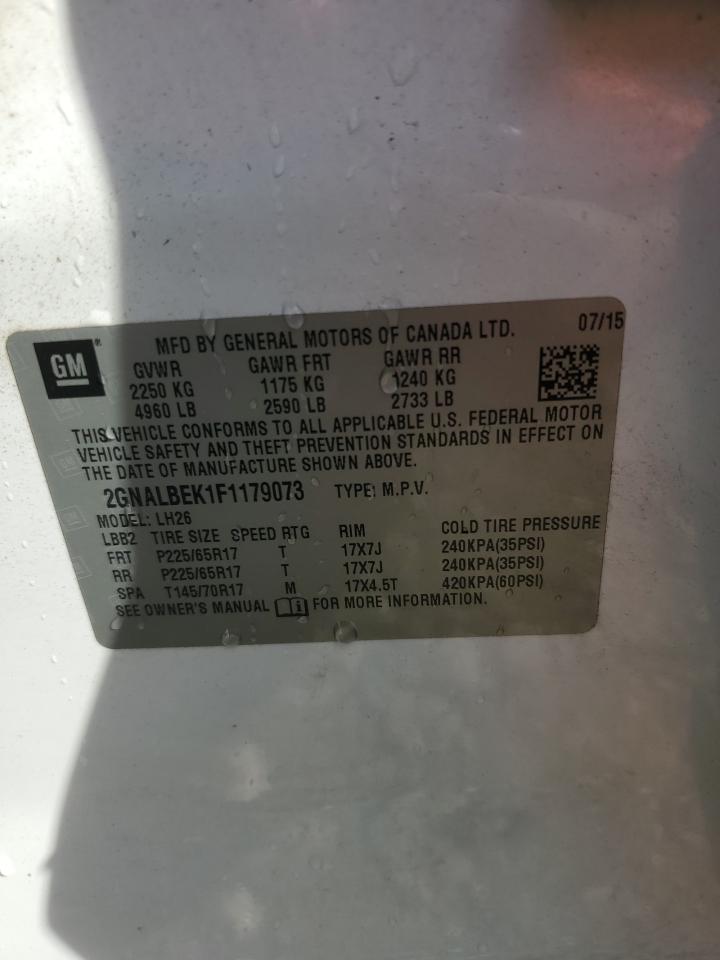 GM® MFD BY GENERAL MOTORS OF CANADA LTD. 07/15
GVWR GAWR FRT GAWR RR
2250 KG 1175 KG 1240 KG
4960 LB 2590 LB 2733 LB
THIS VEHICLE CONFORMS TO ALL APPLICABLE U.S. FEDERAL MOTOR
VEHICLE SAFETY AND THEFT PREVENTION STANDARDS IN EFFECT ON
THE DATE OF MANUFACTURE SHOWN ABOVE.
2GNALBEK1F1179073 TYPE: M.P.V.
MODEL: LH26
LBB2 TIRE SIZE SPEED RTG RIM COLD TIRE PRESSURE
FRT P225/65R17 T 17X7J 240KPA(35PSI)
RR P225/65R17 T 17X7J 240KPA(35PSI)
SPA T145/70R17 M 17X4.5T 420KPA(60PSI)
SEE OWNER'S MANUAL i FOR MORE INFORMATION.